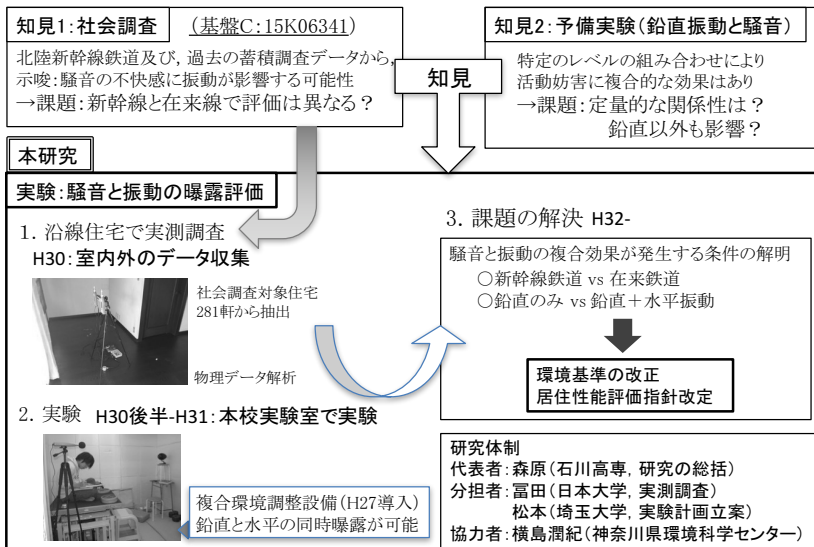 知見1:社会調査 (基盤C:15K06341)
北陸新幹線鉄道及び, 過去の蓄積調査データから,
示唆:騒音の不快感に振動が影響する可能性
→課題:新幹線と在来線で評価は異なる?
知見
知見2:予備実験(鉛直振動と騒音)
特定のレベルの組み合わせにより
活動妨害に複合的な効果はあり
→課題:定量的な関係性は?
鉛直以外も影響?
本研究
実験:騒音と振動の曝露評価
1. 沿線住宅で実測調査
H30:室内外のデータ収集
社会調査対象住宅
281軒から抽出
物理データ解析
2. 実験 H30後半-H31:本校実験室で実験
複合環境調整設備(H27導入)
鉛直と水平の同時曝露が可能
3. 課題の解決 H32-
騒音と振動の複合効果が発生する条件の解明
○新幹線鉄道 vs 在来鉄道
○鉛直のみ vs 鉛直+水平振動
環境基準の改正
居住性能評価指針改定
研究体制
代表者:森原(石川高専, 研究の総括)
分担者:冨田(日本大学, 実測調査)
松本(埼玉大学, 実験計画立案)
協力者:横島潤紀(神奈川県環境科学センター)